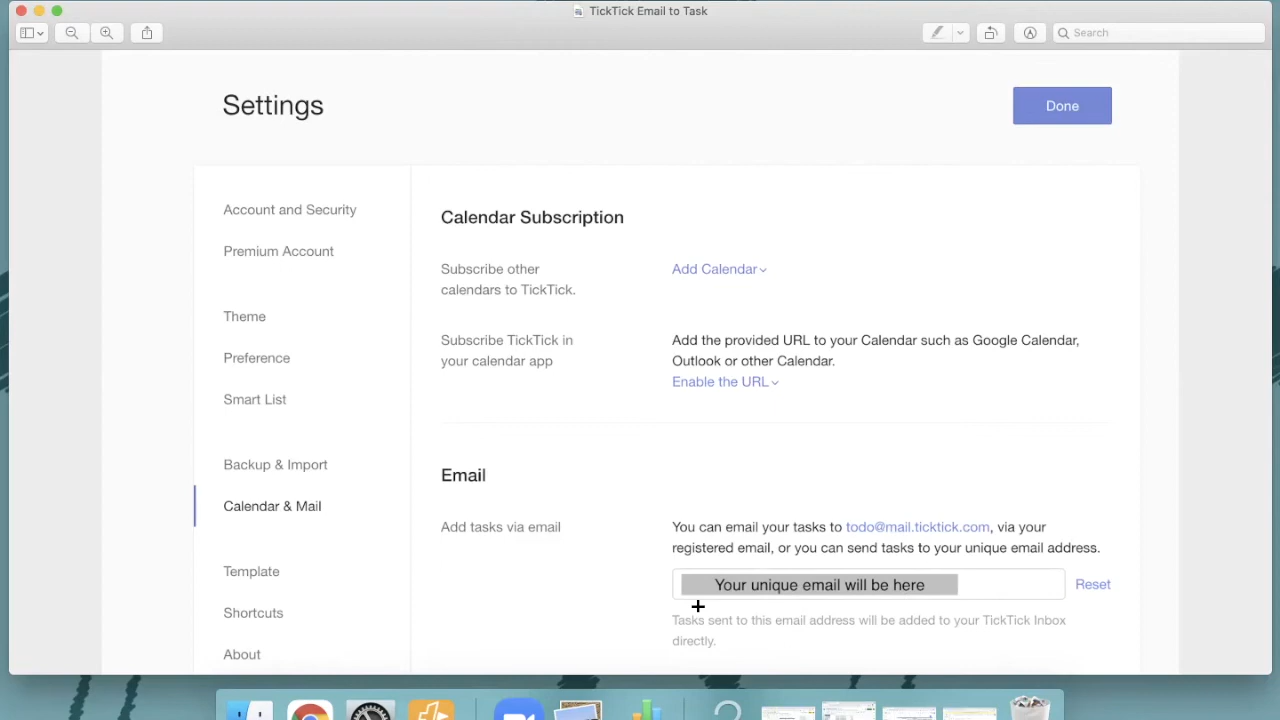 TickTick Email to Task
Search
Settings
Done
Account and Security
Premium Account
Theme
Preference
Smart List
Backup & Import
Calendar & Mail
Template
Shortcuts
About
Calendar Subscription
Subscribe other
calendars to TickTick.
Add Calendar
Subscribe TickTick in
your calendar app
Add the provided URL to your Calendar such as Google Calendar,
Outlook or other Calendar.
Enable the URL
Email
Add tasks via email
You can email your tasks to todo@mail.ticktick.com, via your
registered email, or you can send tasks to your unique email address.
Your unique email will be here
Reset
Tasks sent to this email address will be added to your TickTick Inbox
directly.